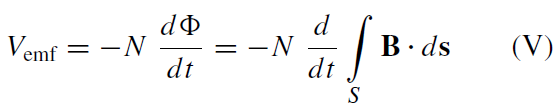 V_emf = −N dΦ/dt = −N d/dt ∫_S B · ds (V)